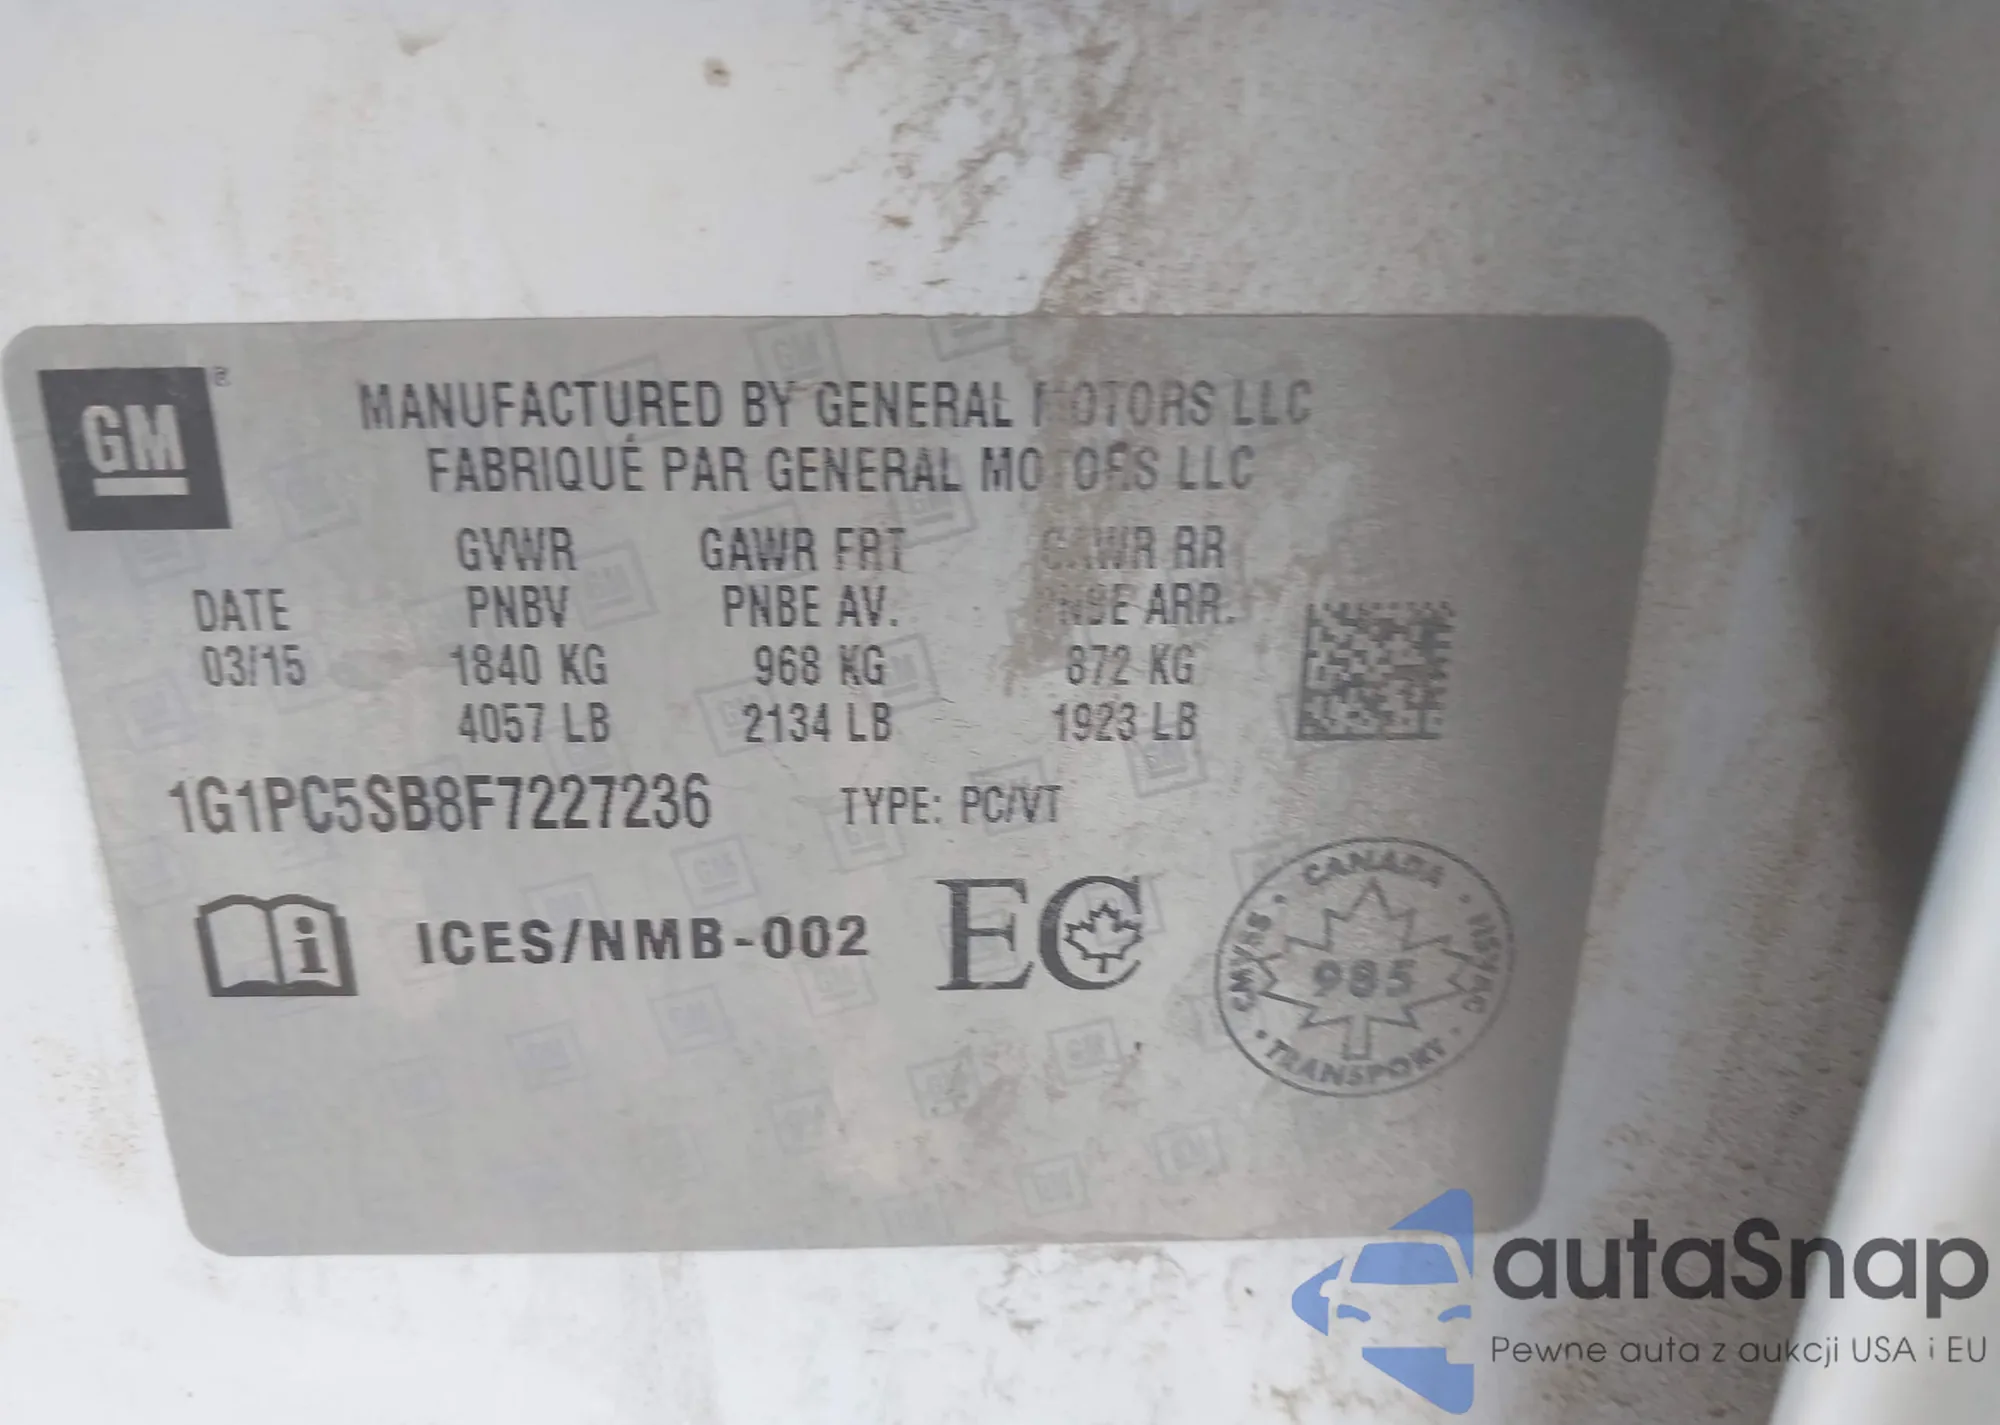 GM ®
MANUFACTURED BY GENERAL MOTORS LLC
FABRIQUÉ PAR GENERAL MOTORS LLC
GVWR GAWR FRT GAWR RR
DATE PNBV PNBE AV. PNBE ARR.
03/15 1840 KG 968 KG 872 KG
4057 LB 2134 LB 1923 LB
1G1PC5SB8F7227236 TYPE: PC/VT
i ICES/NMB-002 EC
CANADA
CMVSS 985 NSVAC
TRANSPORT
autaSnap
Pewne auta z aukcji USA i EU